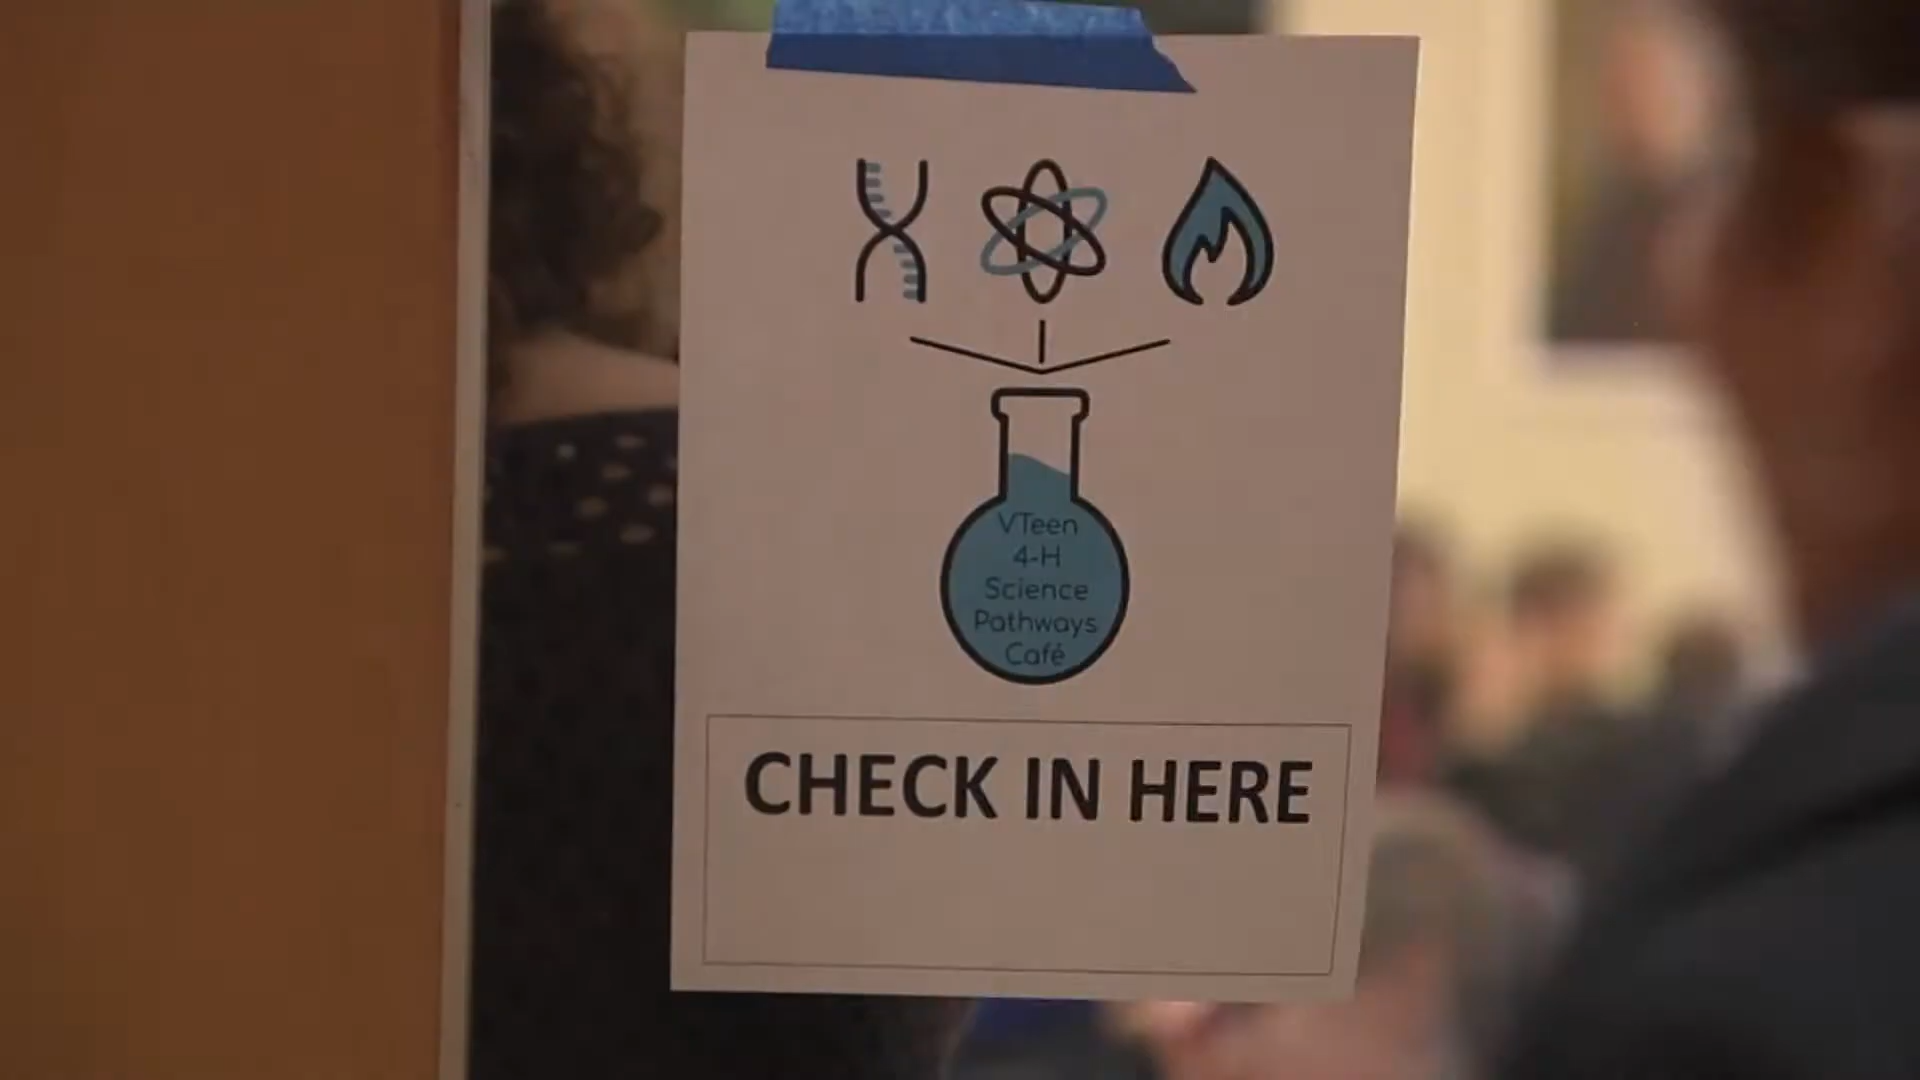 VTeen
4-H
Science
Pathways
Café
CHECK IN HERE